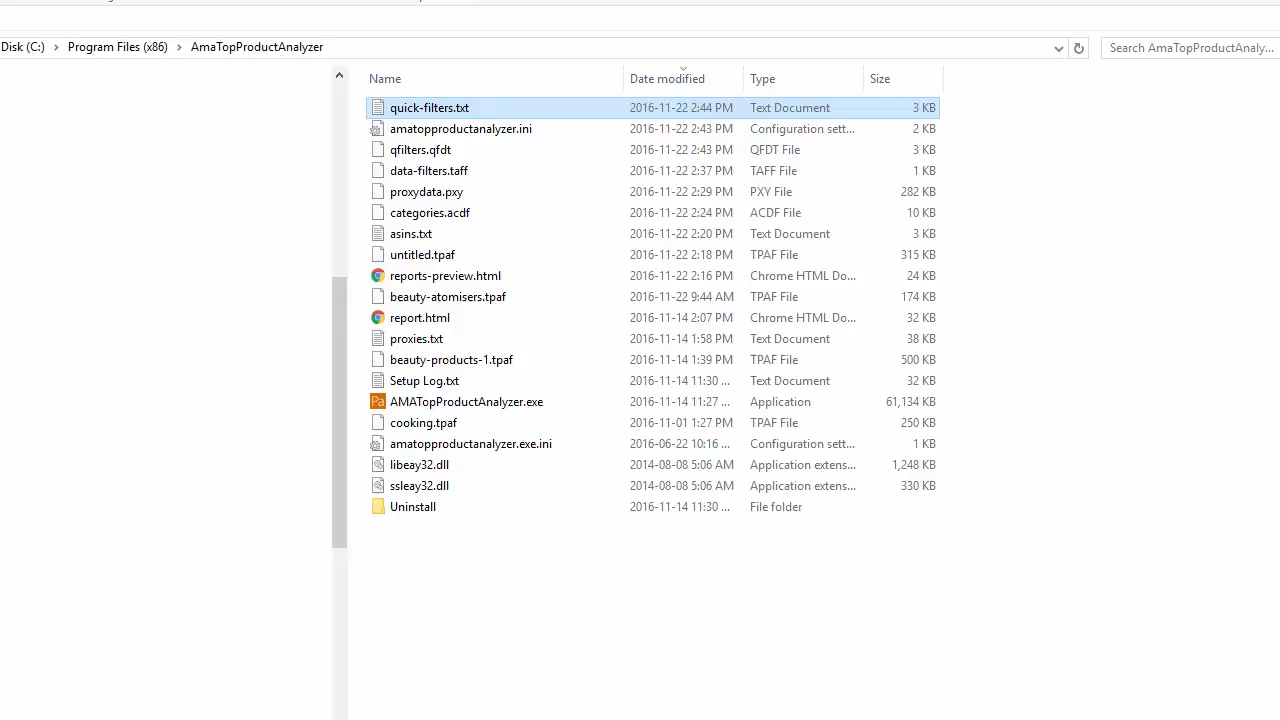 Disk (C:) > Program Files (x86) > AmaTopProductAnalyzer Search AmaTopProductAnaly...
Name Date modified Type Size
quick-filters.txt 2016-11-22 2:44 PM Text Document 3 KB
amatopproductanalyzer.ini 2016-11-22 2:43 PM Configuration sett... 2 KB
qfilters.qfdt 2016-11-22 2:43 PM QFDT File 3 KB
data-filters.taff 2016-11-22 2:37 PM TAFF File 1 KB
proxydata.pxy 2016-11-22 2:29 PM PXY File 282 KB
categories.acdf 2016-11-22 2:24 PM ACDF File 10 KB
asins.txt 2016-11-22 2:20 PM Text Document 3 KB
untitled.tpaf 2016-11-22 2:18 PM TPAF File 315 KB
reports-preview.html 2016-11-22 2:16 PM Chrome HTML Do... 24 KB
beauty-atomisers.tpaf 2016-11-22 9:44 AM TPAF File 174 KB
report.html 2016-11-14 2:07 PM Chrome HTML Do... 32 KB
proxies.txt 2016-11-14 1:58 PM Text Document 38 KB
beauty-products-1.tpaf 2016-11-14 1:39 PM TPAF File 500 KB
Setup Log.txt 2016-11-14 11:30 ... Text Document 32 KB
Pa AMATopProductAnalyzer.exe 2016-11-14 11:27 ... Application 61,134 KB
cooking.tpaf 2016-11-01 1:27 PM TPAF File 250 KB
amatopproductanalyzer.exe.ini 2016-06-22 10:16 ... Configuration sett... 1 KB
libeay32.dll 2014-08-08 5:06 AM Application extens... 1,248 KB
ssleay32.dll 2014-08-08 5:06 AM Application extens... 330 KB
Uninstall 2016-11-14 11:30 ... File folder